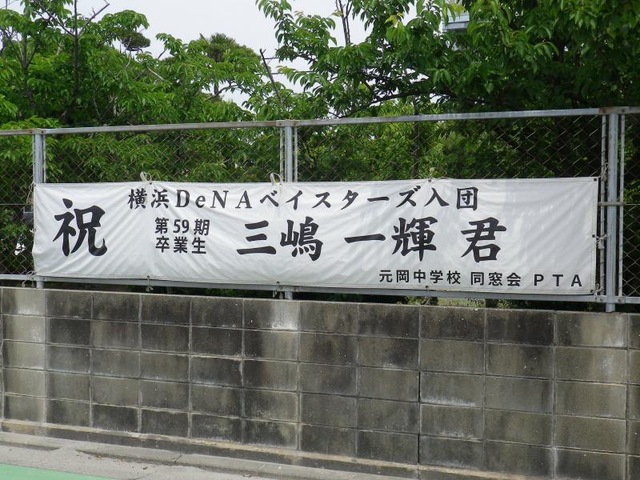 祝
横浜DeNAベイスターズ入団
第59期
卒業生
三嶋 一輝 君
元岡中学校 同窓会 PTA